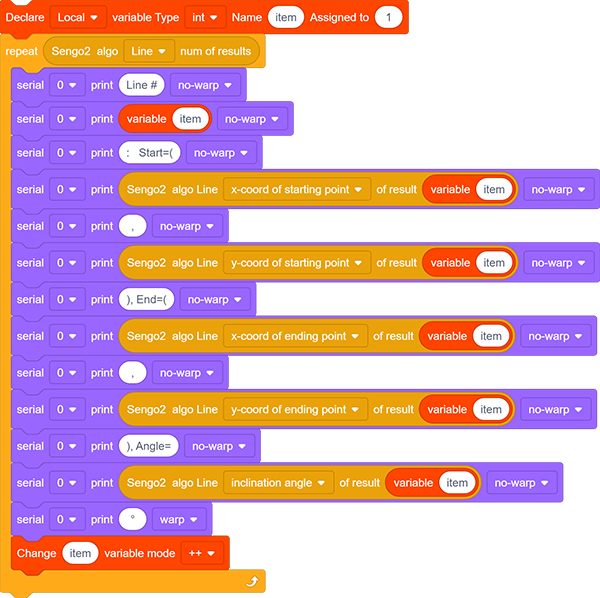 Declare Local variable Type int Name item Assigned to 1
repeat Sengo2 algo Line num of results
serial 0 print Line # no-warp
serial 0 print variable item no-warp
serial 0 print : Start=( no-warp
serial 0 print Sengo2 algo Line x-coord of starting point of result variable item no-warp
serial 0 print , no-warp
serial 0 print Sengo2 algo Line y-coord of starting point of result variable item no-warp
serial 0 print ), End=( no-warp
serial 0 print Sengo2 algo Line x-coord of ending point of result variable item no-warp
serial 0 print , no-warp
serial 0 print Sengo2 algo Line y-coord of ending point of result variable item no-warp
serial 0 print ), Angle= no-warp
serial 0 print Sengo2 algo Line inclination angle of result variable item no-warp
serial 0 print ° warp
Change item variable mode ++